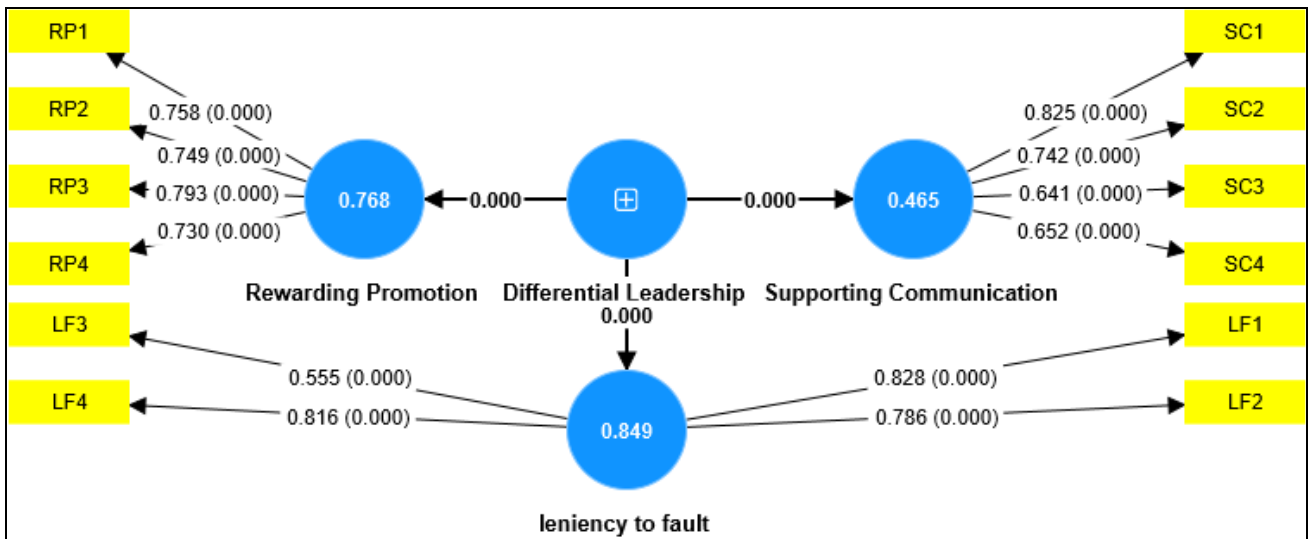 RP1
SC1
RP2
0.758 (0.000)
0.825 (0.000)
SC2
0.749 (0.000)
0.742 (0.000)
RP3
0.793 (0.000)
0.768
0.000
0.000
0.465
0.641 (0.000)
SC3
0.730 (0.000)
0.652 (0.000)
RP4
SC4
Rewarding Promotion
Differential Leadership
Supporting Communication
0.000
LF3
LF1
0.555 (0.000)
0.828 (0.000)
LF4
0.816 (0.000)
0.786 (0.000)
LF2
0.849
leniency to fault